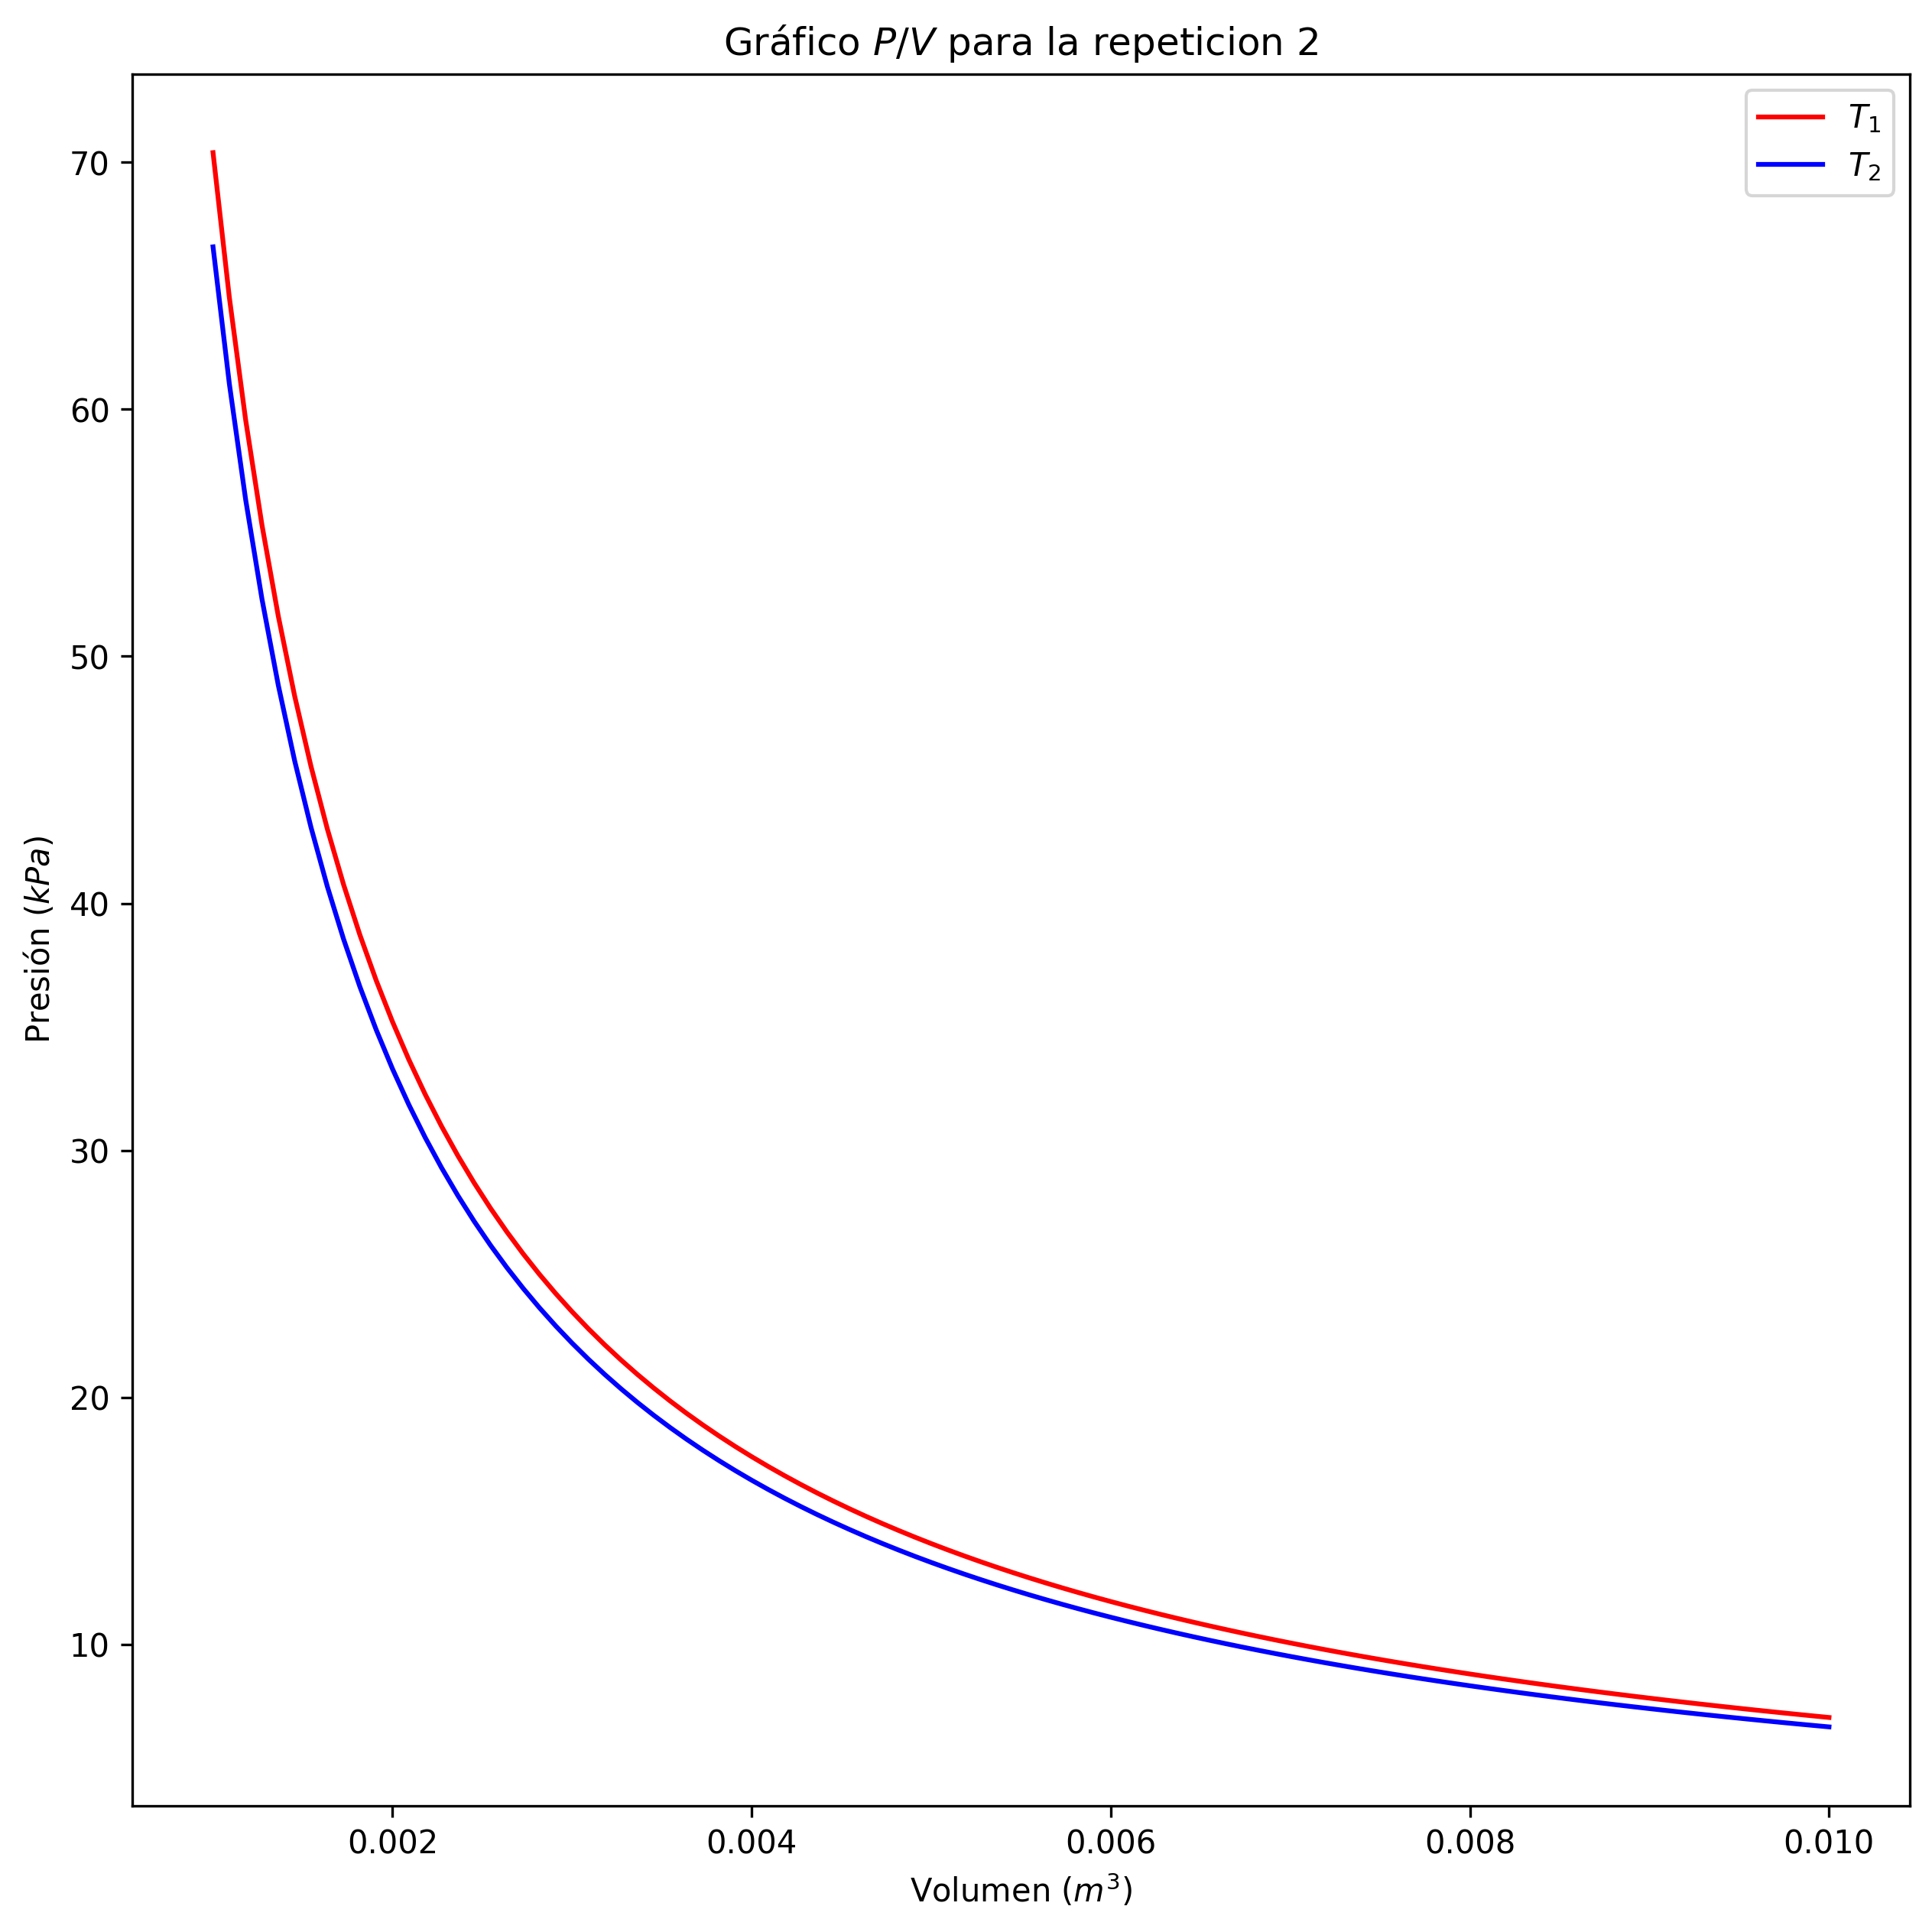 Gráfico P/V para la repeticion 2
T₁
T₂
70
60
50
40
30
20
10
Presión (kPa)
0.002 0.004 0.006 0.008 0.010
Volumen (m³)